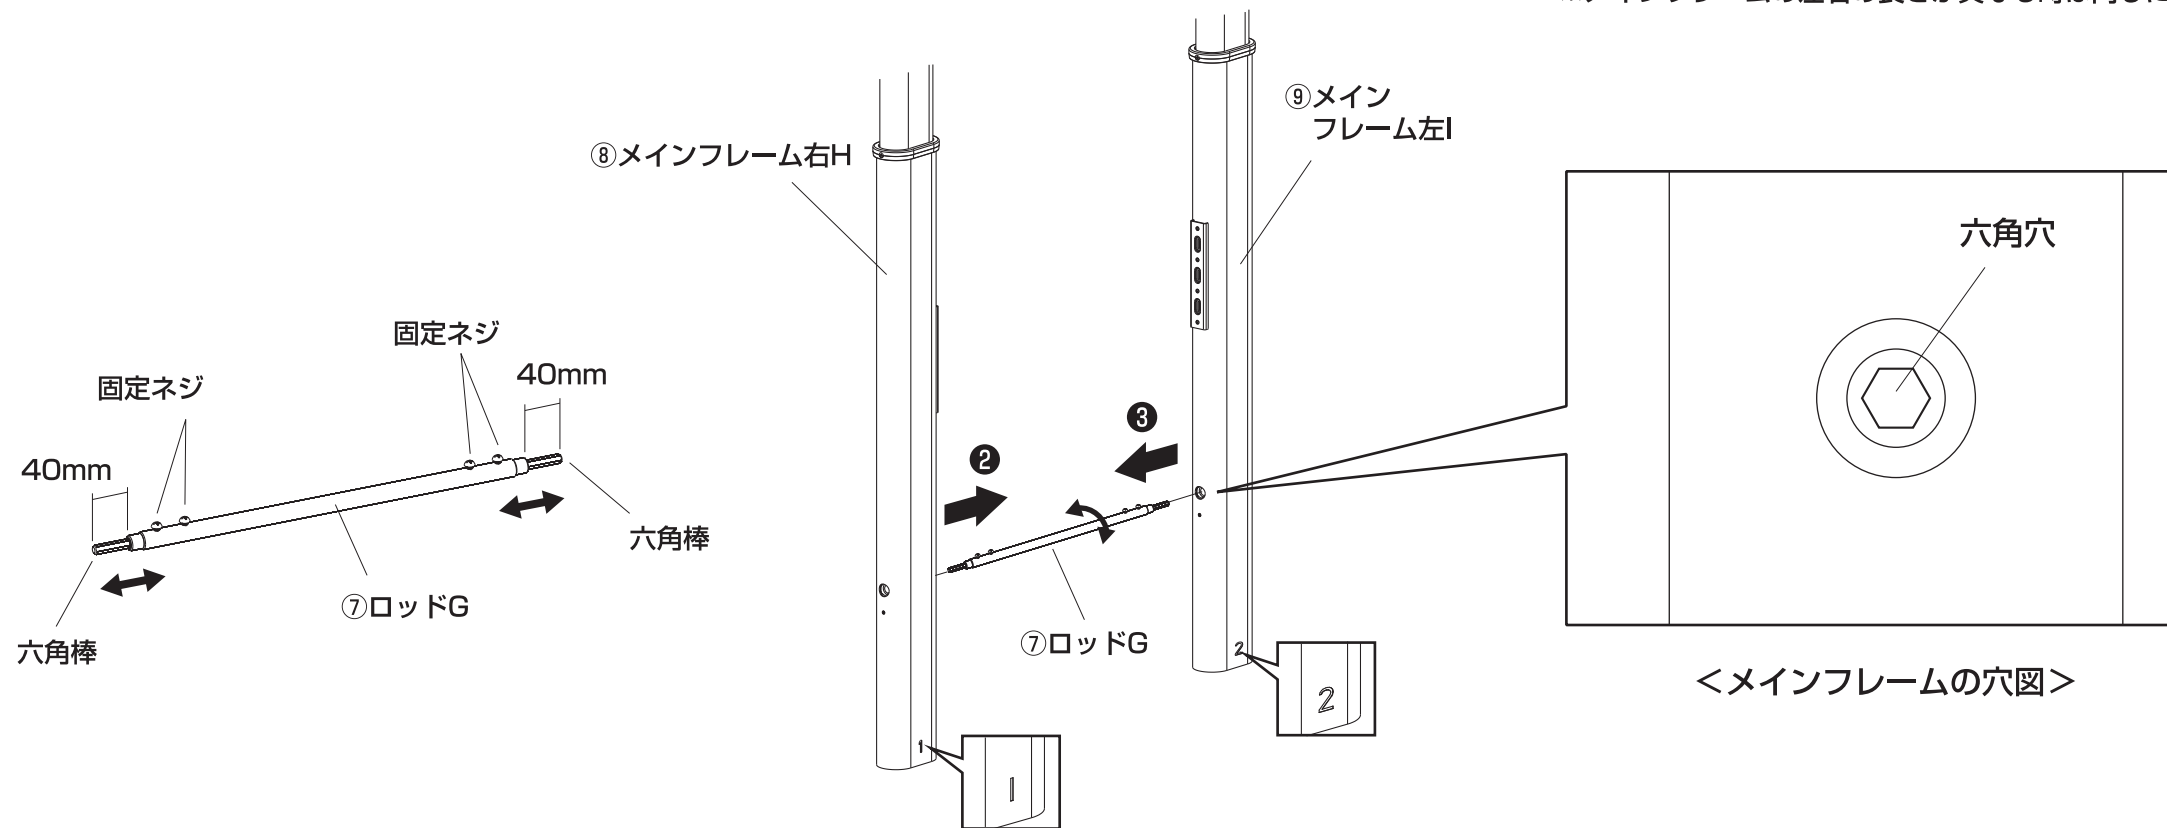 ⑨メイン
フレーム左I
⑧メインフレーム右H
六角穴
固定ネジ
40mm
固定ネジ
40mm
❸
❷
六角棒
⑦ロッドG
六角棒
⑦ロッドG
2
2
<メインフレームの穴図>
1
1